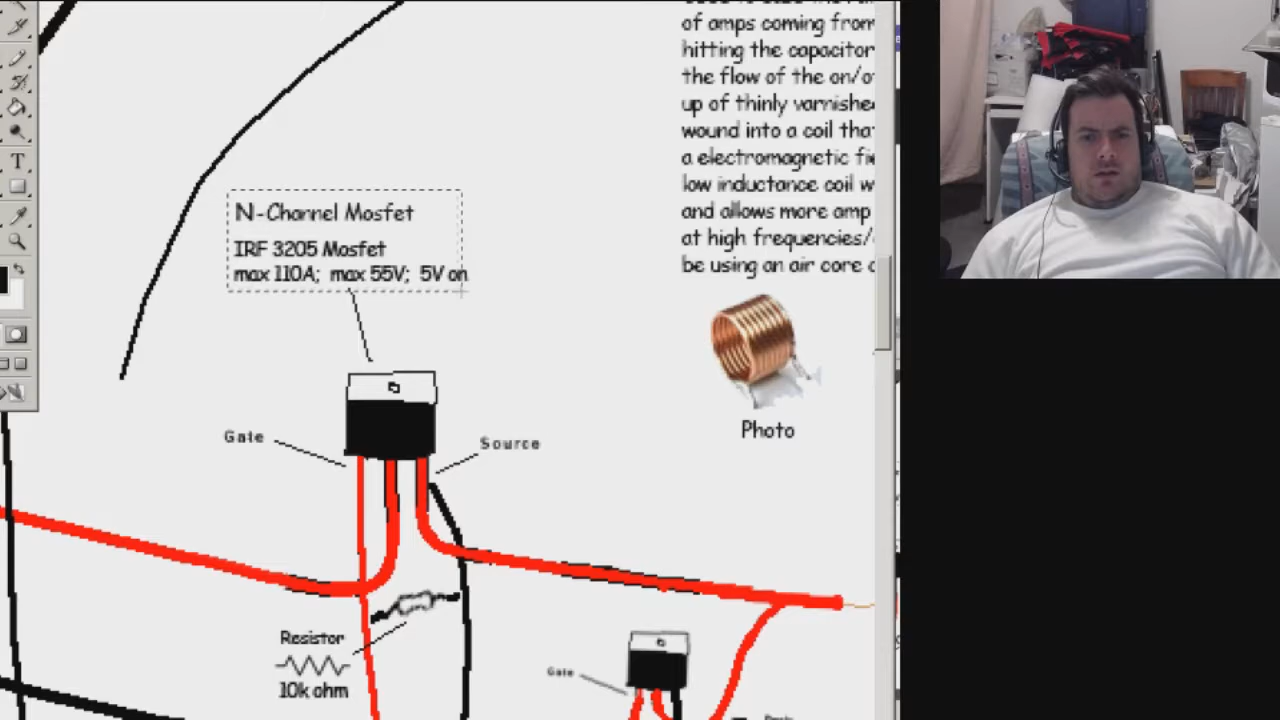 of amps coming from
hitting the capacitor
the flow of the on/o
up of thinly varnishe
wound into a coil tha
a electromagnetic fie
low inductance coil w
and allows more amp
at high frequencies/
be using an air core
Photo
N-Channel Mosfet
IRF 3205 Mosfet
max 110A; max 55V; 5V on
Gate
Source
Resistor
10k ohm
Gate
T